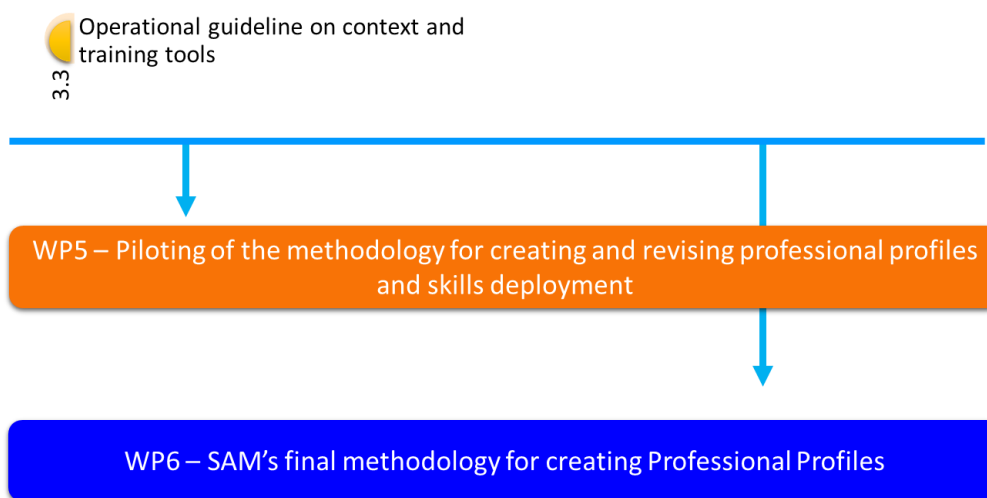 Operational guideline on context and
training tools
3.3
WP5 – Piloting of the methodology for creating and revising professional profiles
and skills deployment
WP6 – SAM’s final methodology for creating Professional Profiles